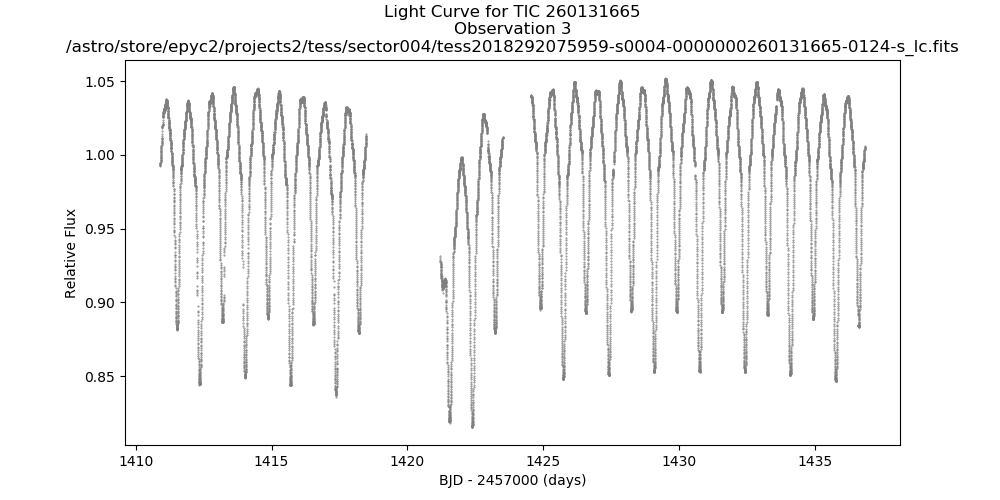 Light Curve for TIC 260131665
Observation 3
/astro/store/epyc2/projects2/tess/sector004/tess2018292075959-s0004-0000000260131665-0124-s_lc.fits
1.05
1.00
0.95
0.90
0.85
Relative Flux
1410
1415
1420
1425
1430
1435
BJD - 2457000 (days)